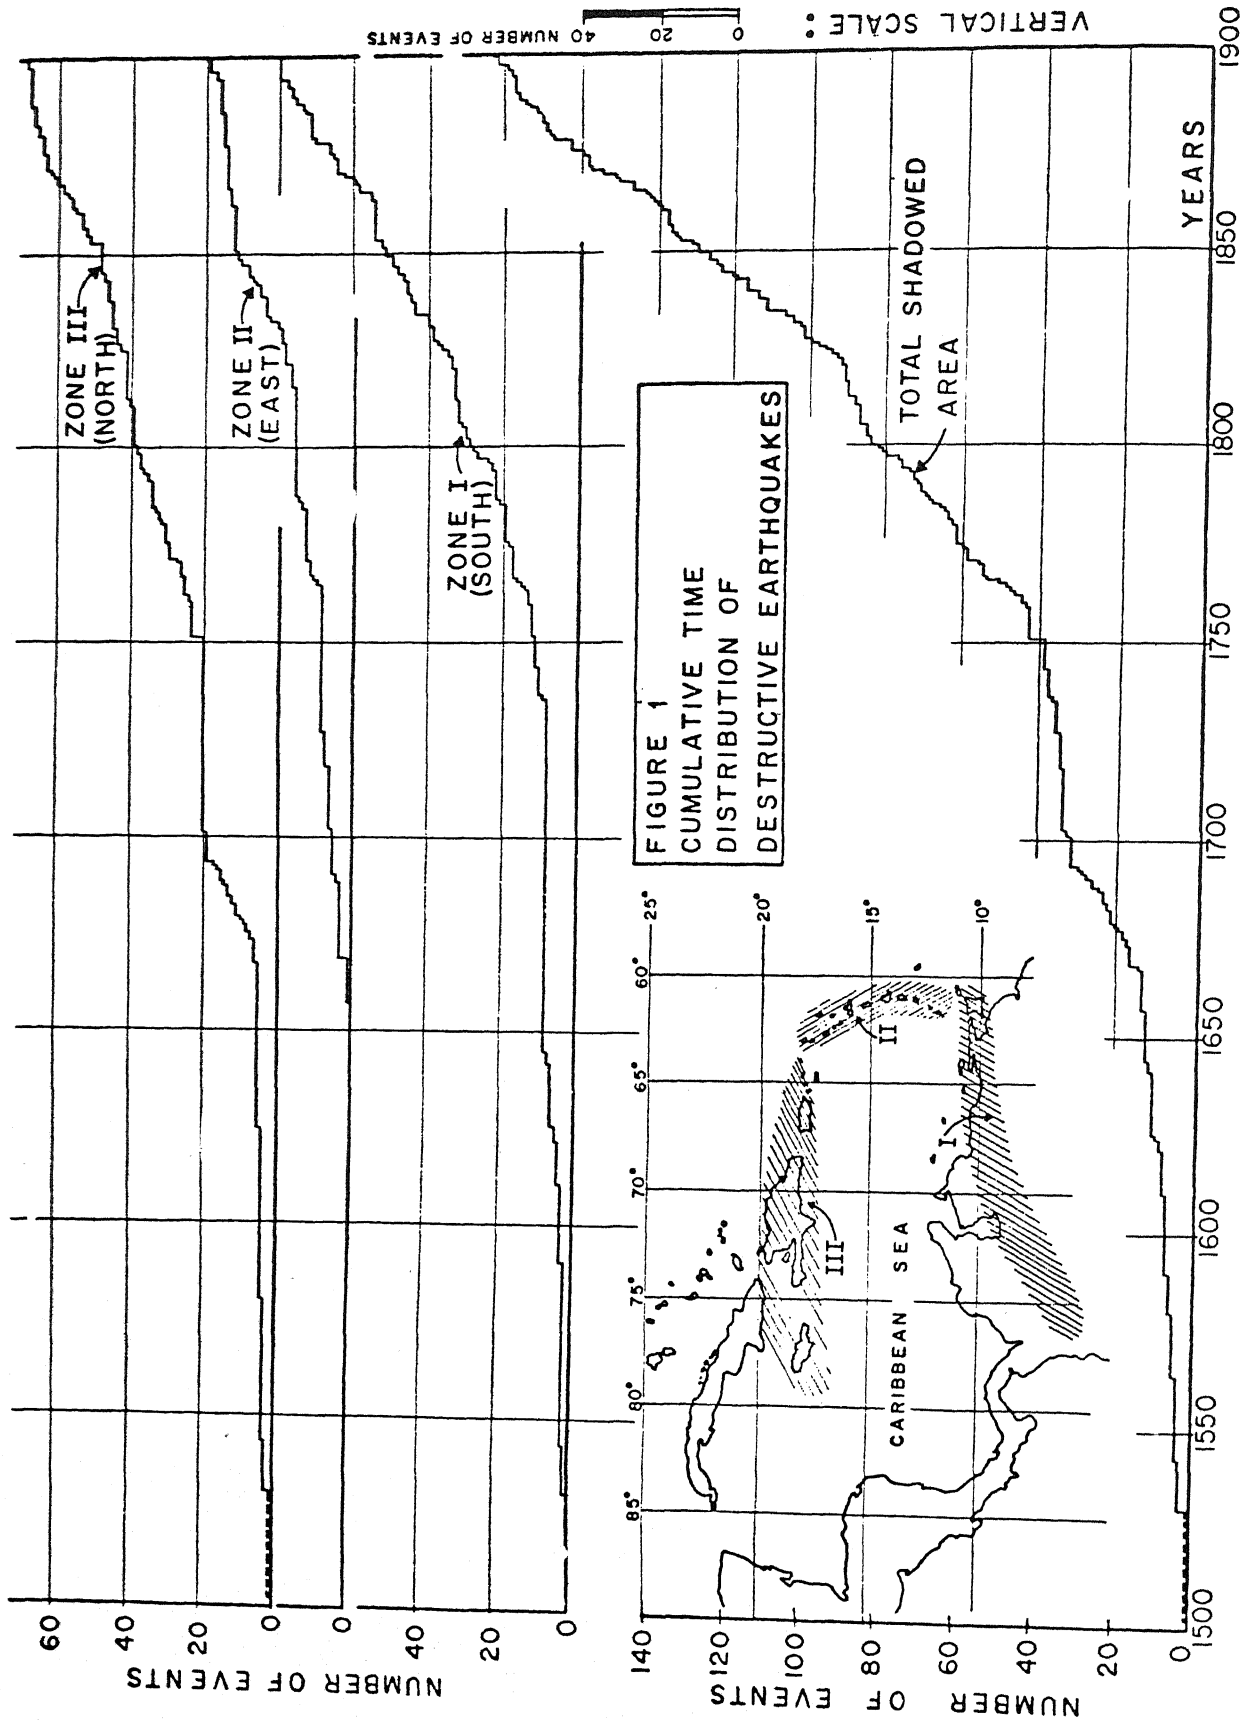 NUMBER OF EVENTS
60
40
20
0
0
40
20
0
ZONE III
(NORTH)
ZONE II
(EAST)
ZONE I
(SOUTH)
40 NUMBER OF EVENTS
20
0
VERTICAL SCALE :
FIGURE 1
CUMULATIVE TIME
DISTRIBUTION OF
DESTRUCTIVE EARTHQUAKES
TOTAL SHADOWED
AREA
NUMBER OF EVENTS
140
120
100
80
60
40
20
0
85°
80°
75°
70°
65°
60°
25°
20°
15°
10°
III
II
I
CARIBBEAN SEA
1500
1550
1600
1650
1700
1750
1800
1850
1900
YEARS